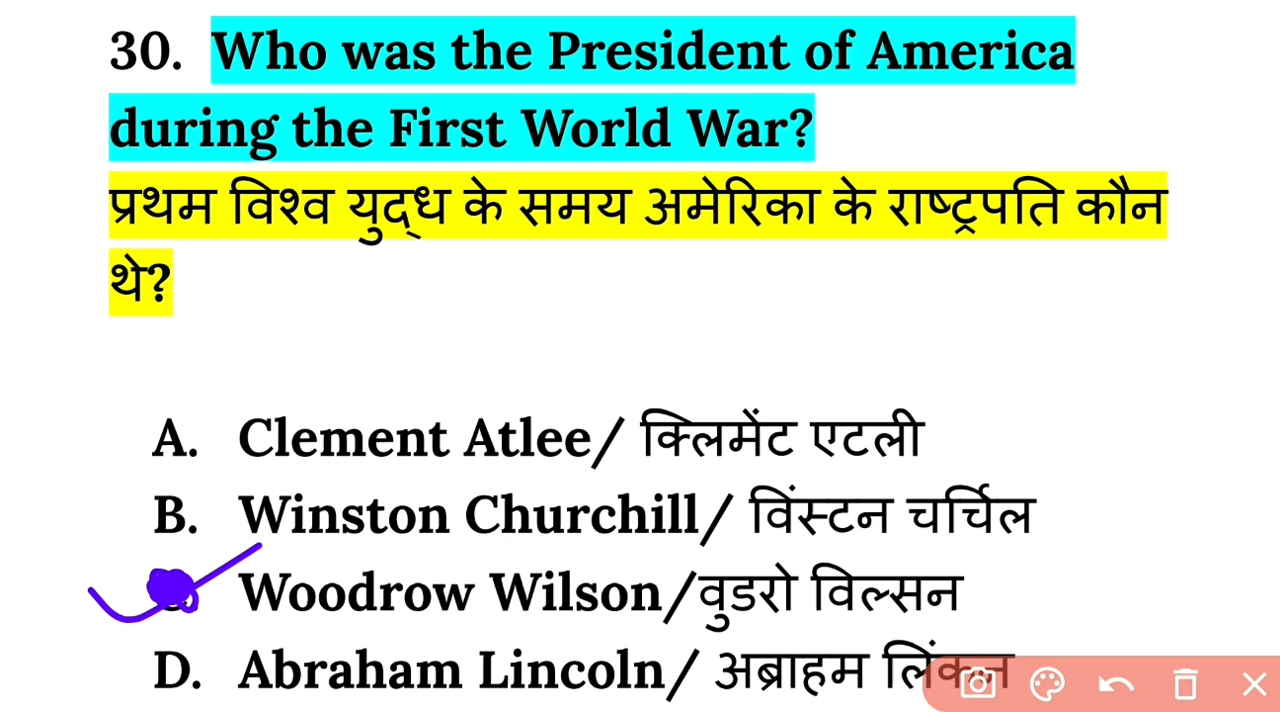 30. Who was the President of America
during the First World War?
प्रथम विश्व युद्ध के समय अमेरिका के राष्ट्रपति कौन
थे?
A. Clement Atlee/ क्लिमेंट एटली
B. Winston Churchill/ विंस्टन चर्चिल
Woodrow Wilson/वुडरो विल्सन
D. Abraham Lincoln/ अब्राहम लिंकन